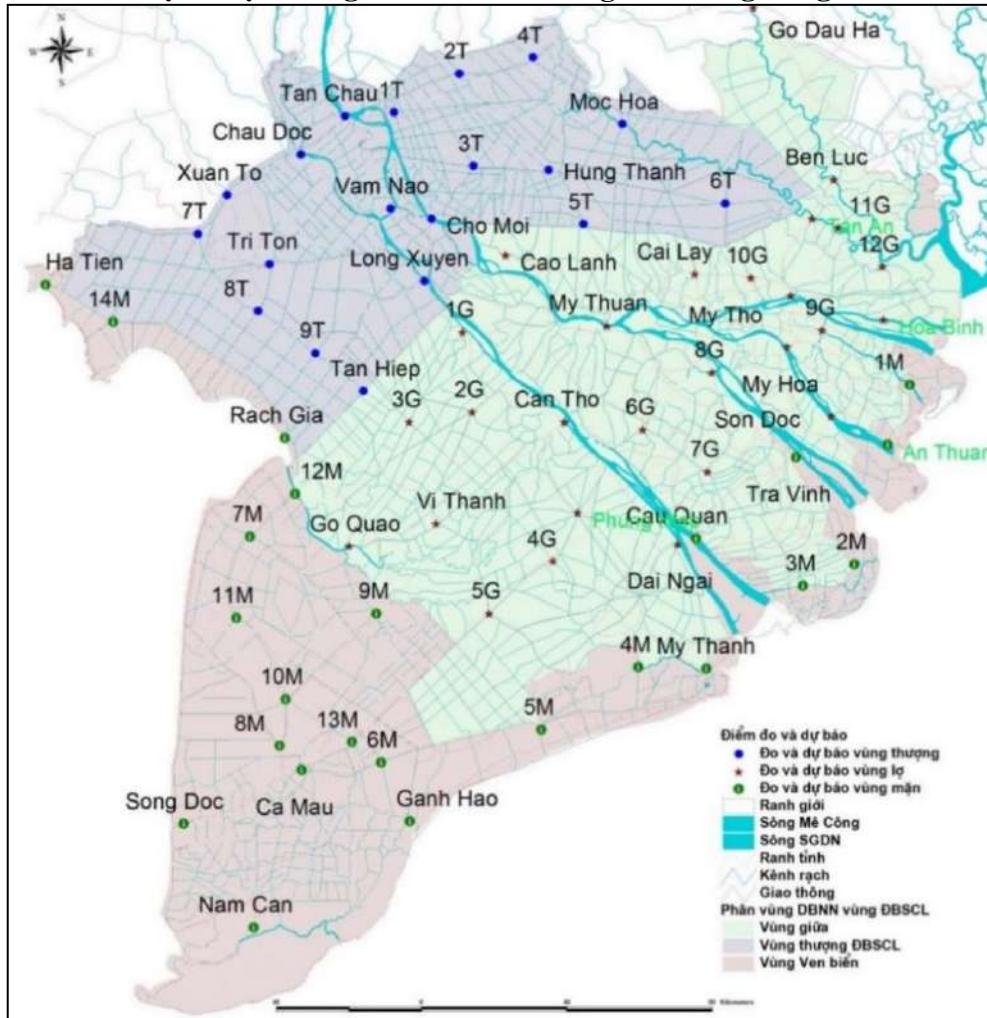 Go Dau Ha
4T
2T
Tan Chau
1T
Moc Hoa
Chau Doc
3T
Ben Luc
Xuan To
Vam Nao
Hung Thanh
6T
7T
5T
11G
Tan An
Cho Moi
Tri Ton
12G
Ha Tien
Long Xuyen
Cao Lanh
Cai Lay
10G
8T
14M
1G
My Thuan
My Tho
9G
Hoa Binh
9T
8G
1M
Tan Hiep
My Hoa
3G
2G
Can Tho
6G
Son Doc
Rach Gia
An Thuan
7G
12M
Tra Vinh
Vi Thanh
7M
Go Quao
Cau Quan
4G
2M
3M
Dai Ngai
11M
9M
5G
4M
My Thanh
10M
5M
8M
13M
6M
Song Doc
Ca Mau
Ganh Hao
Nam Can
Điểm đo và dự báo
Đo và dự báo vùng thượng
Đo và dự báo vùng lợ
Đo và dự báo vùng mặn
Ranh giới
Sông Mê Công
Sông SGDN
Ranh tỉnh
Kênh rạch
Giao thông
Phân vùng DBNN vùng ĐBSCL
Vùng giữa
Vùng thượng ĐBSCL
Vùng Ven biển